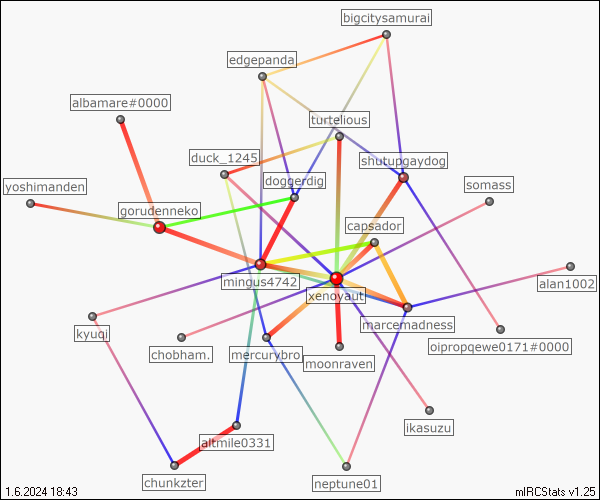 bigcitysamurai
edgepanda
albamare#0000
turtelious
duck_1245
shutupgaydog
doggerdig
yoshimanden
somass
gorudenneko
capsador
mingus4742
alan1002
xenoyaut
marcemadness
kyuqi
oipropqewe0171#0000
chobham.
mercurybro
moonraven
ikasuzu
altmile0331
chunkzter
neptune01
1.6.2024 18:43
mIRCStats v1.25